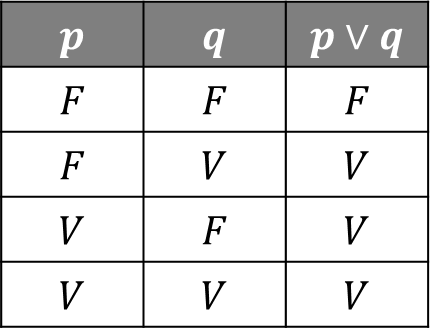 p q p ∨ q
F F F
F V V
V F V
V V V